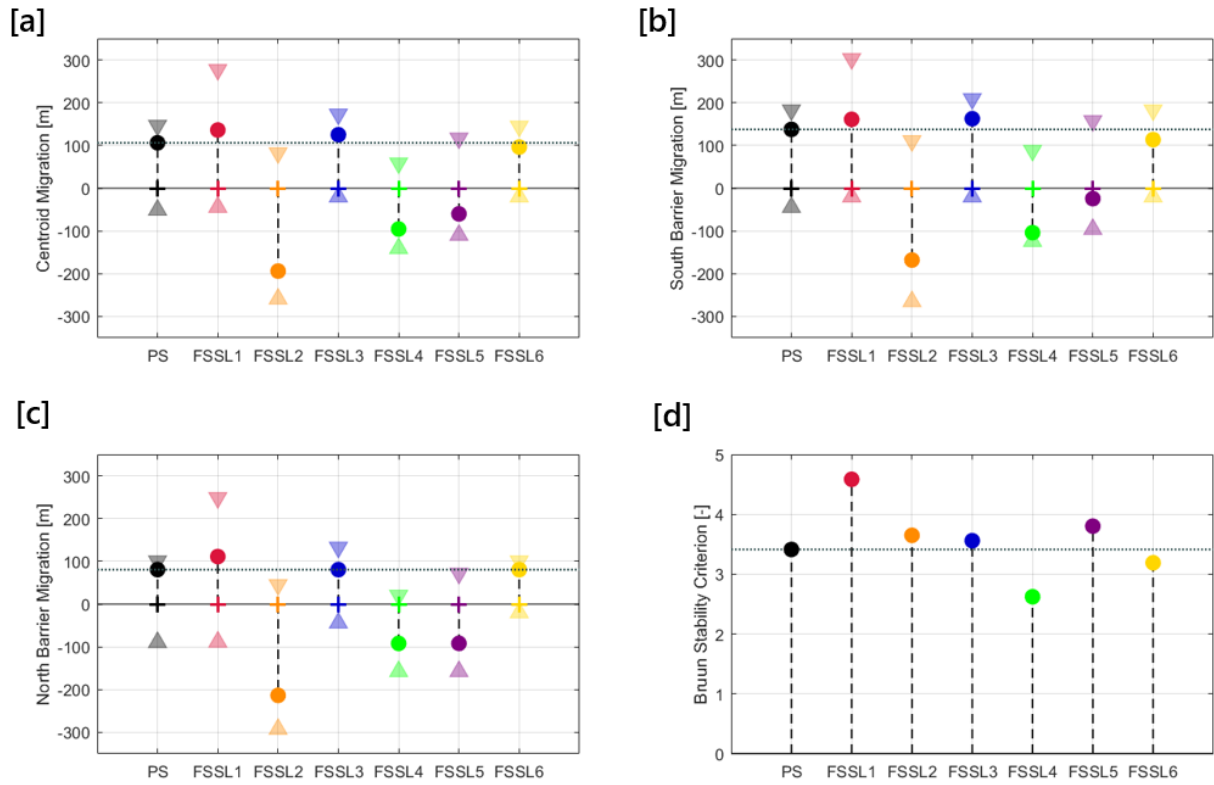 [a]
Centroid Migration [m]
300
200
100
0
-100
-200
-300
PS FSSL1 FSSL2 FSSL3 FSSL4 FSSL5 FSSL6
[b]
South Barrier Migration [m]
300
200
100
0
-100
-200
-300
PS FSSL1 FSSL2 FSSL3 FSSL4 FSSL5 FSSL6
[c]
North Barrier Migration [m]
300
200
100
0
-100
-200
-300
PS FSSL1 FSSL2 FSSL3 FSSL4 FSSL5 FSSL6
[d]
Bruun Stability Criterion [-]
5
4
3
2
1
0
PS FSSL1 FSSL2 FSSL3 FSSL4 FSSL5 FSSL6